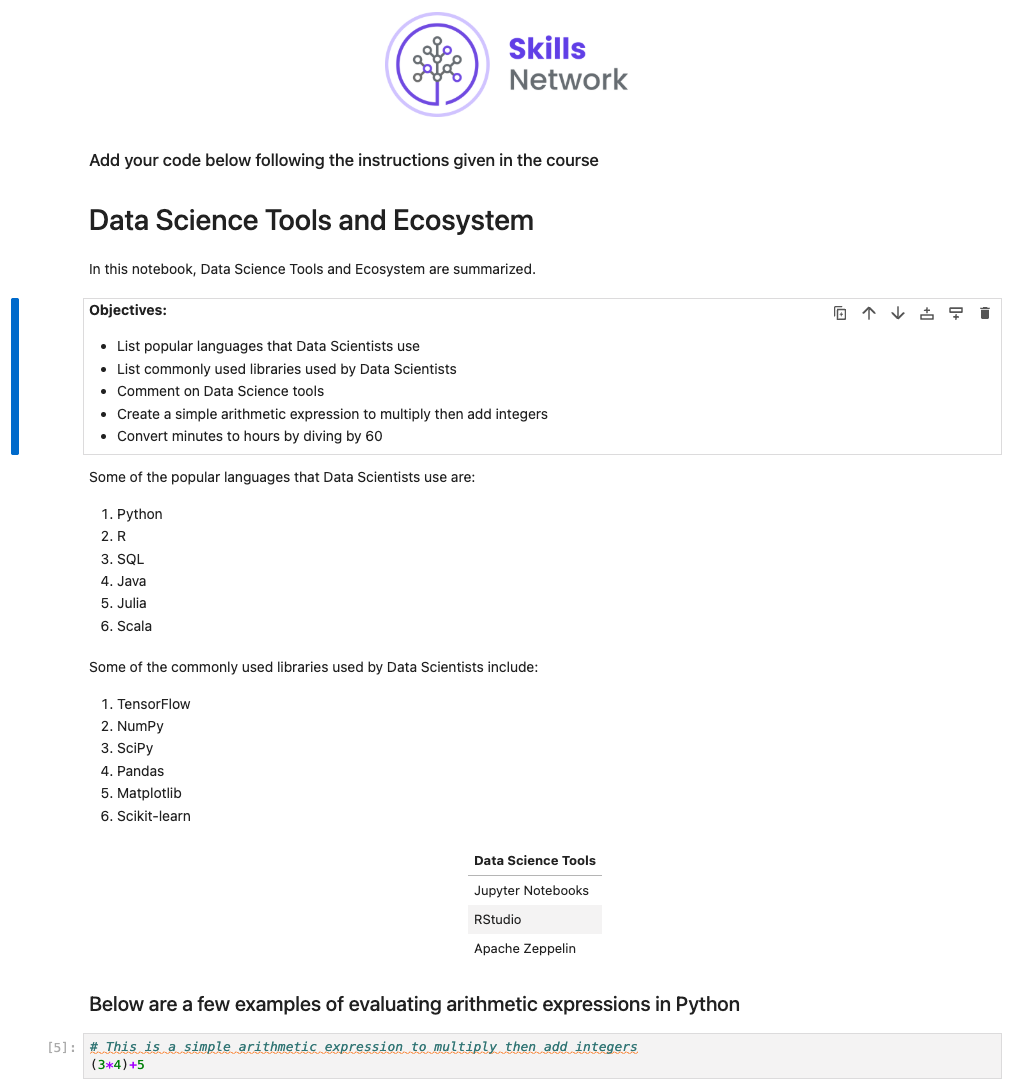 Skills
Network
Add your code below following the instructions given in the course
Data Science Tools and Ecosystem
In this notebook, Data Science Tools and Ecosystem are summarized.
Objectives:
• List popular languages that Data Scientists use
• List commonly used libraries used by Data Scientists
• Comment on Data Science tools
• Create a simple arithmetic expression to multiply then add integers
• Convert minutes to hours by diving by 60
Some of the popular languages that Data Scientists use are:
1. Python
2. R
3. SQL
4. Java
5. Julia
6. Scala
Some of the commonly used libraries used by Data Scientists include:
1. TensorFlow
2. NumPy
3. SciPy
4. Pandas
5. Matplotlib
6. Scikit-learn
Data Science Tools
Jupyter Notebooks
RStudio
Apache Zeppelin
Below are a few examples of evaluating arithmetic expressions in Python
[5]: # This is a simple arithmetic expression to multiply then add integers
(3*4)+5